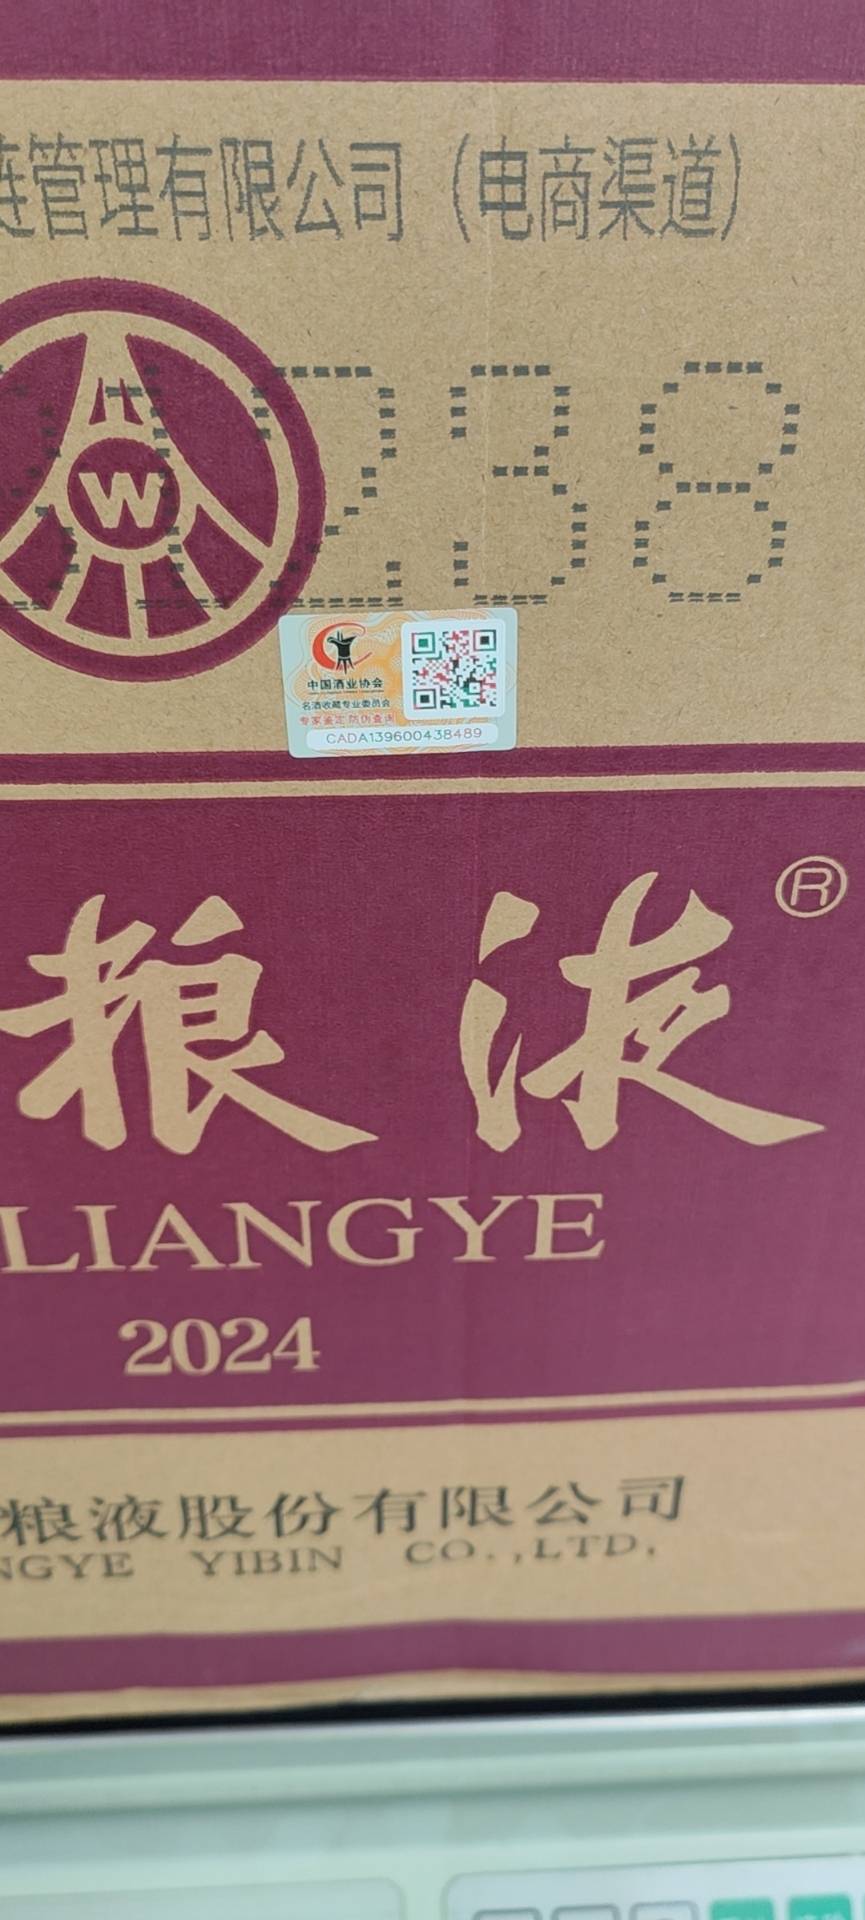 管理有限公司（电商渠道）
238
W
中国酒业协会
名酒收藏专业委员会
专家鉴定 防伪查询
CADA139600438489
粮液®
LIANGYE
2024
粮液股份有限公司
NGYE YIBIN CO.,LTD.